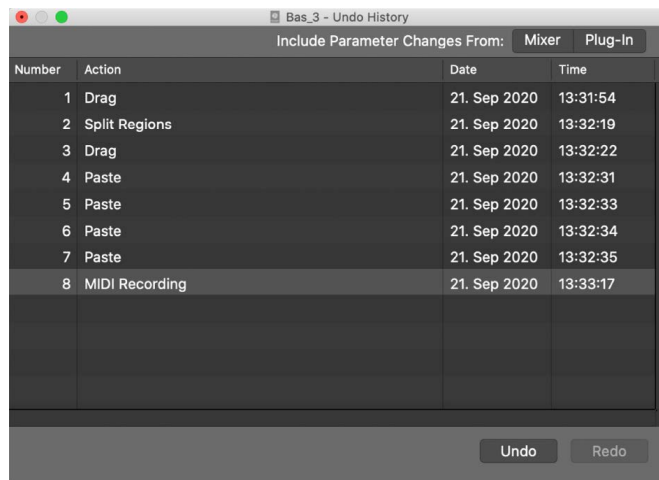 Bas_3 - Undo History
Include Parameter Changes From: Mixer Plug-In
Number Action Date Time
1 Drag 21. Sep 2020 13:31:54
2 Split Regions 21. Sep 2020 13:32:19
3 Drag 21. Sep 2020 13:32:22
4 Paste 21. Sep 2020 13:32:31
5 Paste 21. Sep 2020 13:32:33
6 Paste 21. Sep 2020 13:32:34
7 Paste 21. Sep 2020 13:32:35
8 MIDI Recording 21. Sep 2020 13:33:17
Undo Redo